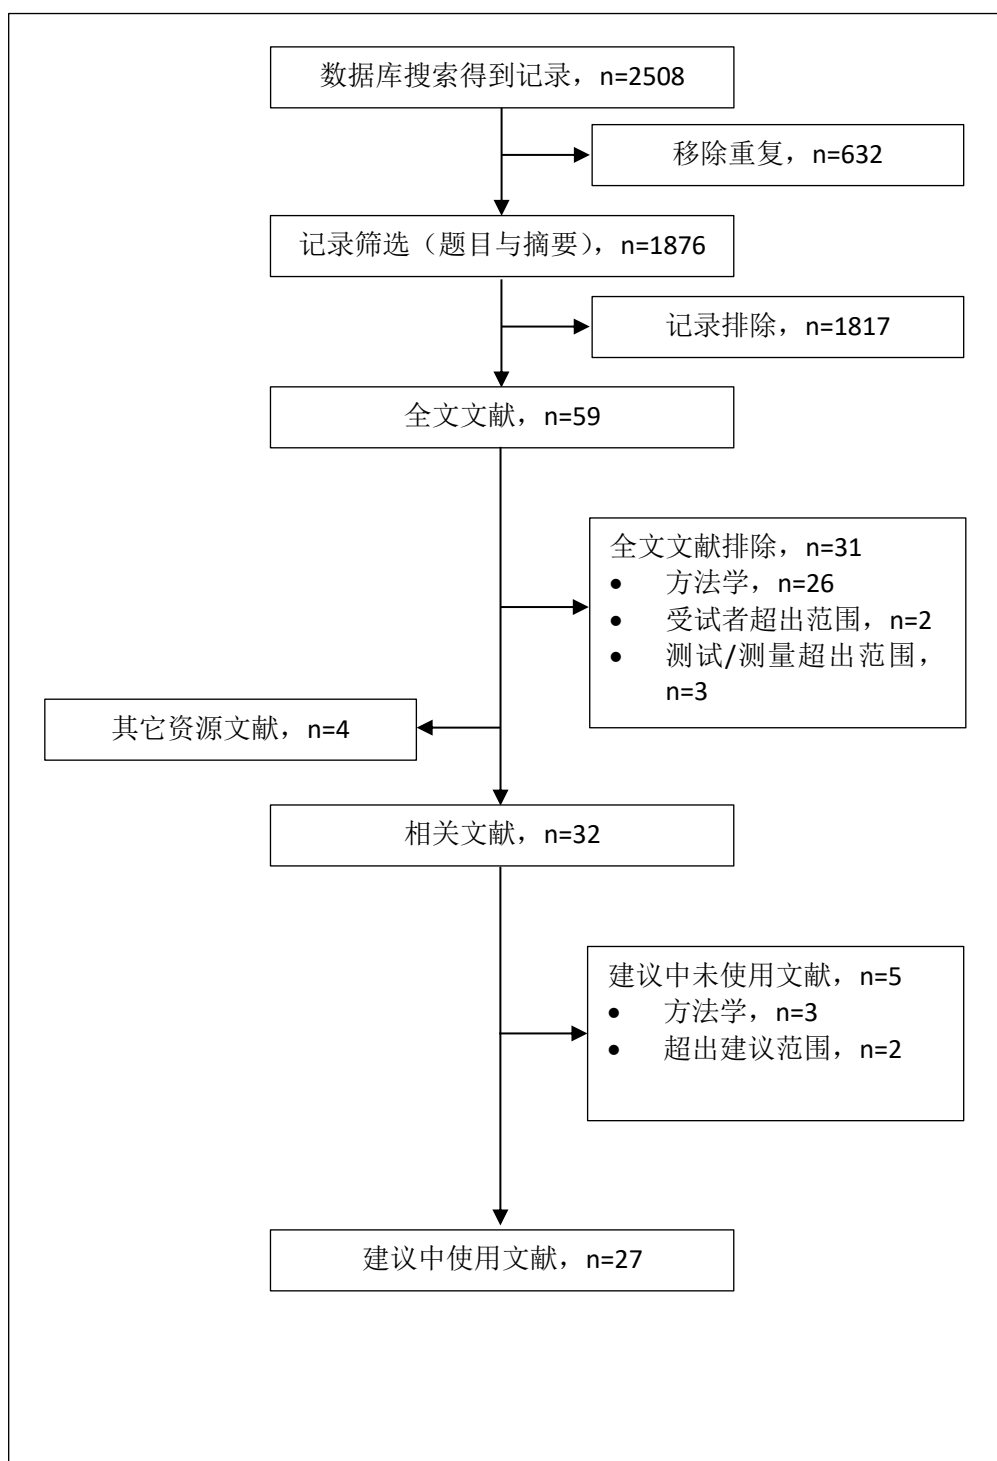 数据库搜索得到记录，n=2508
移除重复，n=632
记录筛选（题目与摘要），n=1876
记录排除，n=1817
全文文献，n=59
全文文献排除，n=31
• 方法学，n=26
• 受试者超出范围，n=2
• 测试/测量超出范围，
n=3
其它资源文献，n=4
相关文献，n=32
建议中未使用文献，n=5
• 方法学，n=3
• 超出建议范围，n=2
建议中使用文献，n=27